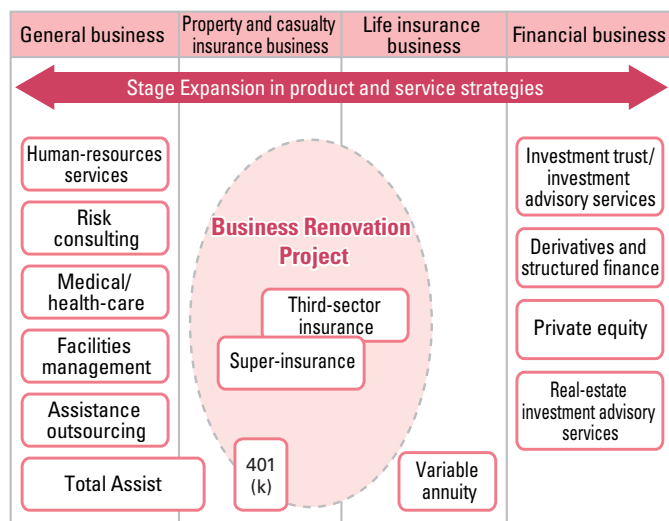 General business
Property and casualty
insurance business
Life insurance
business
Financial business
Stage Expansion in product and service strategies
Human-resources
services
Risk
consulting
Medical/
health-care
Facilities
management
Assistance
outsourcing
Total Assist
Business Renovation
Project
Third-sector
insurance
Super-insurance
401
(k)
Variable
annuity
Investment trust/
investment
advisory services
Derivatives and
structured finance
Private equity
Real-estate
investment advisory
services